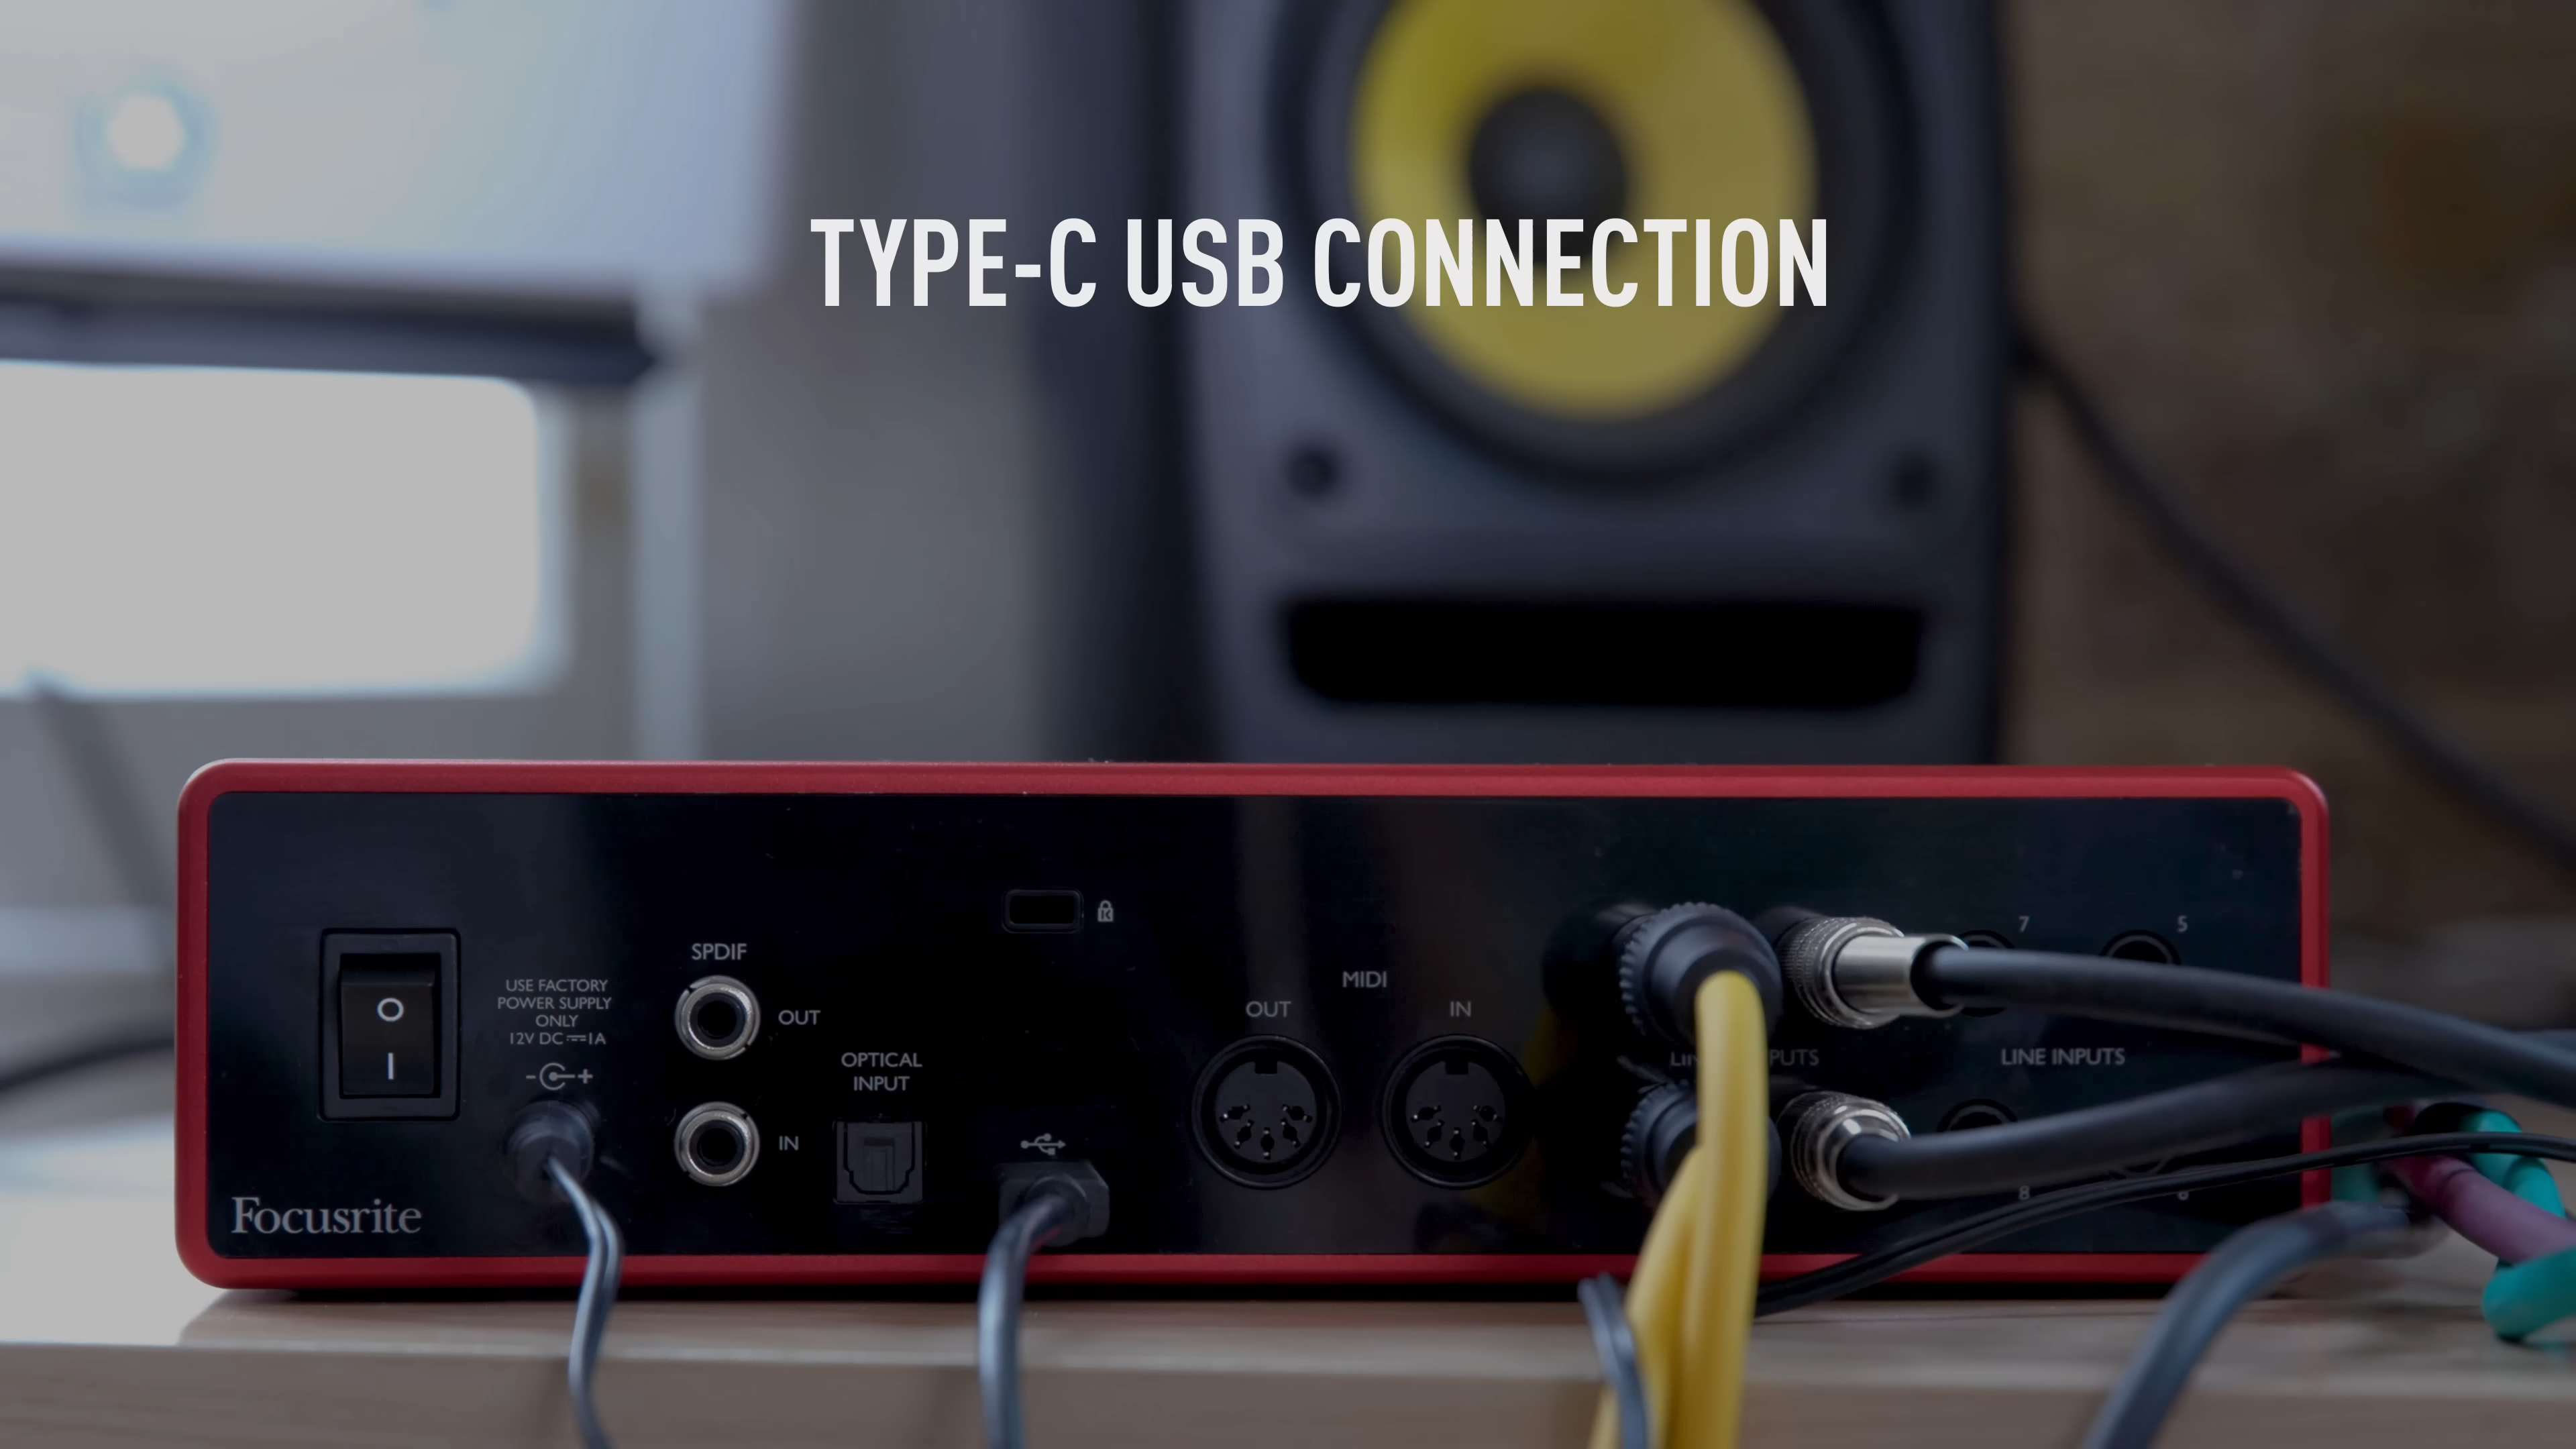 TYPE-C USB CONNECTION
7
5
SPDIF
USE FACTORY
POWER SUPPLY
ONLY
12V DC⎓1A
- +
OUT
MIDI
OUT
IN
OPTICAL
INPUT
LINE INPUTS
IN
8
6
Focusrite
O
I